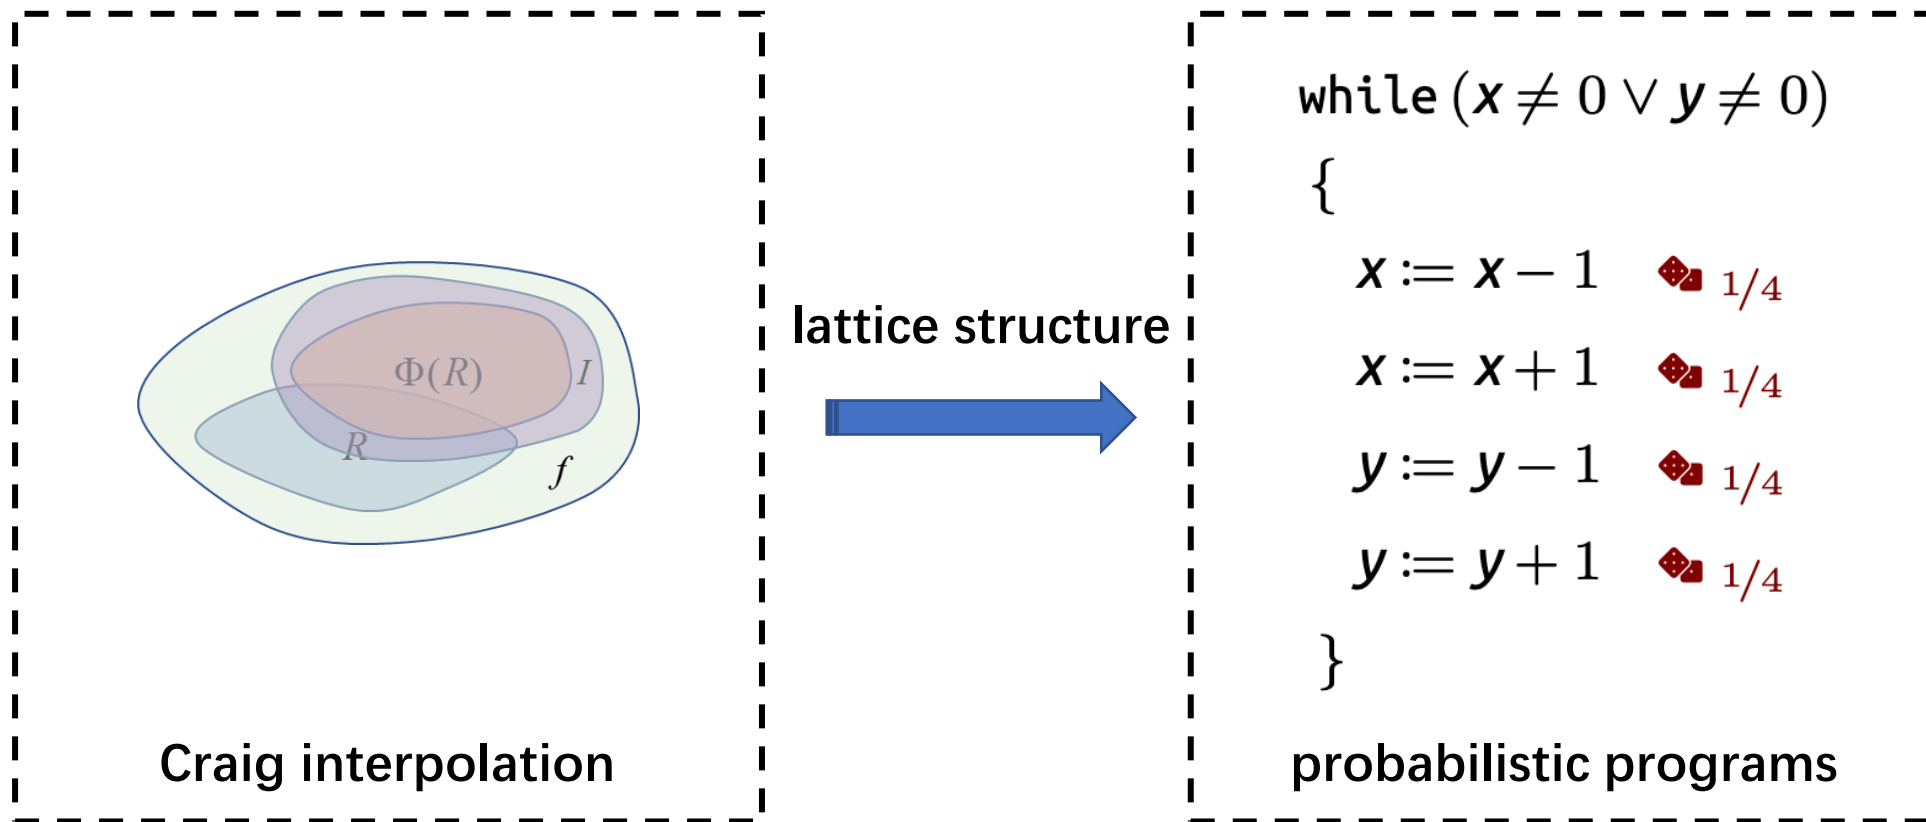 Φ(R)
I
R
f
Craig interpolation
lattice structure
while (x ≠ 0 ∨ y ≠ 0)
{
x := x − 1 1/4
x := x + 1 1/4
y := y − 1 1/4
y := y + 1 1/4
}
probabilistic programs